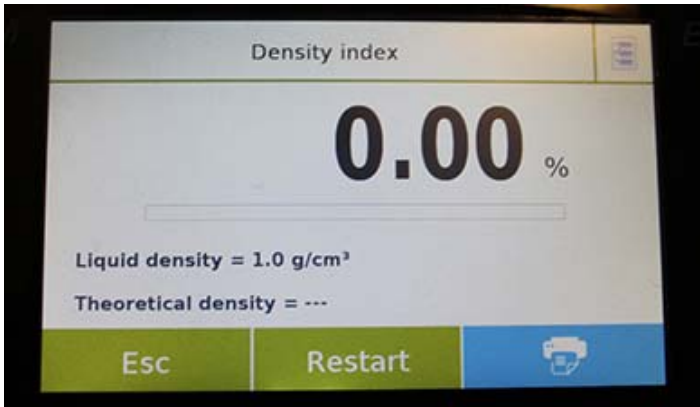 Density index
0.00 %
Liquid density = 1.0 g/cm³
Theoretical density = ---
Esc
Restart